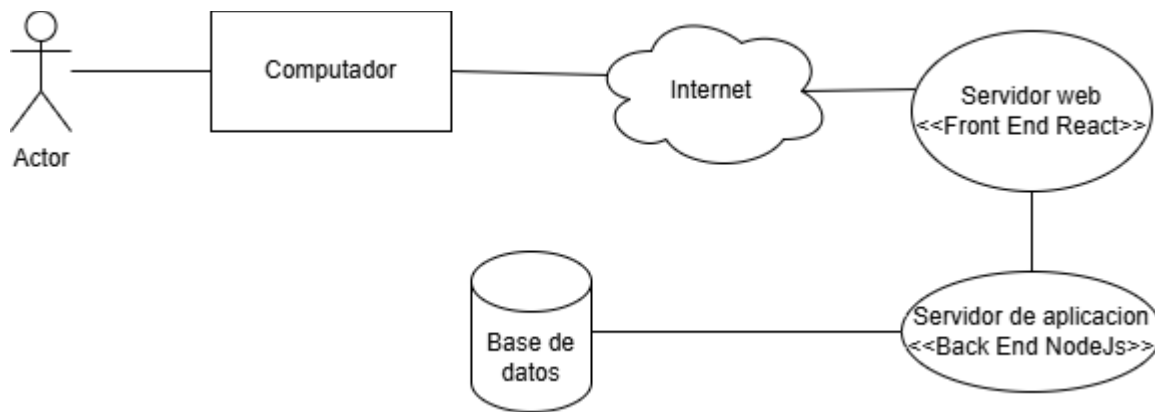 Actor
Computador
Internet
Servidor web
<<Front End React>>
Servidor de aplicacion
<<Back End NodeJs>>
Base de
datos